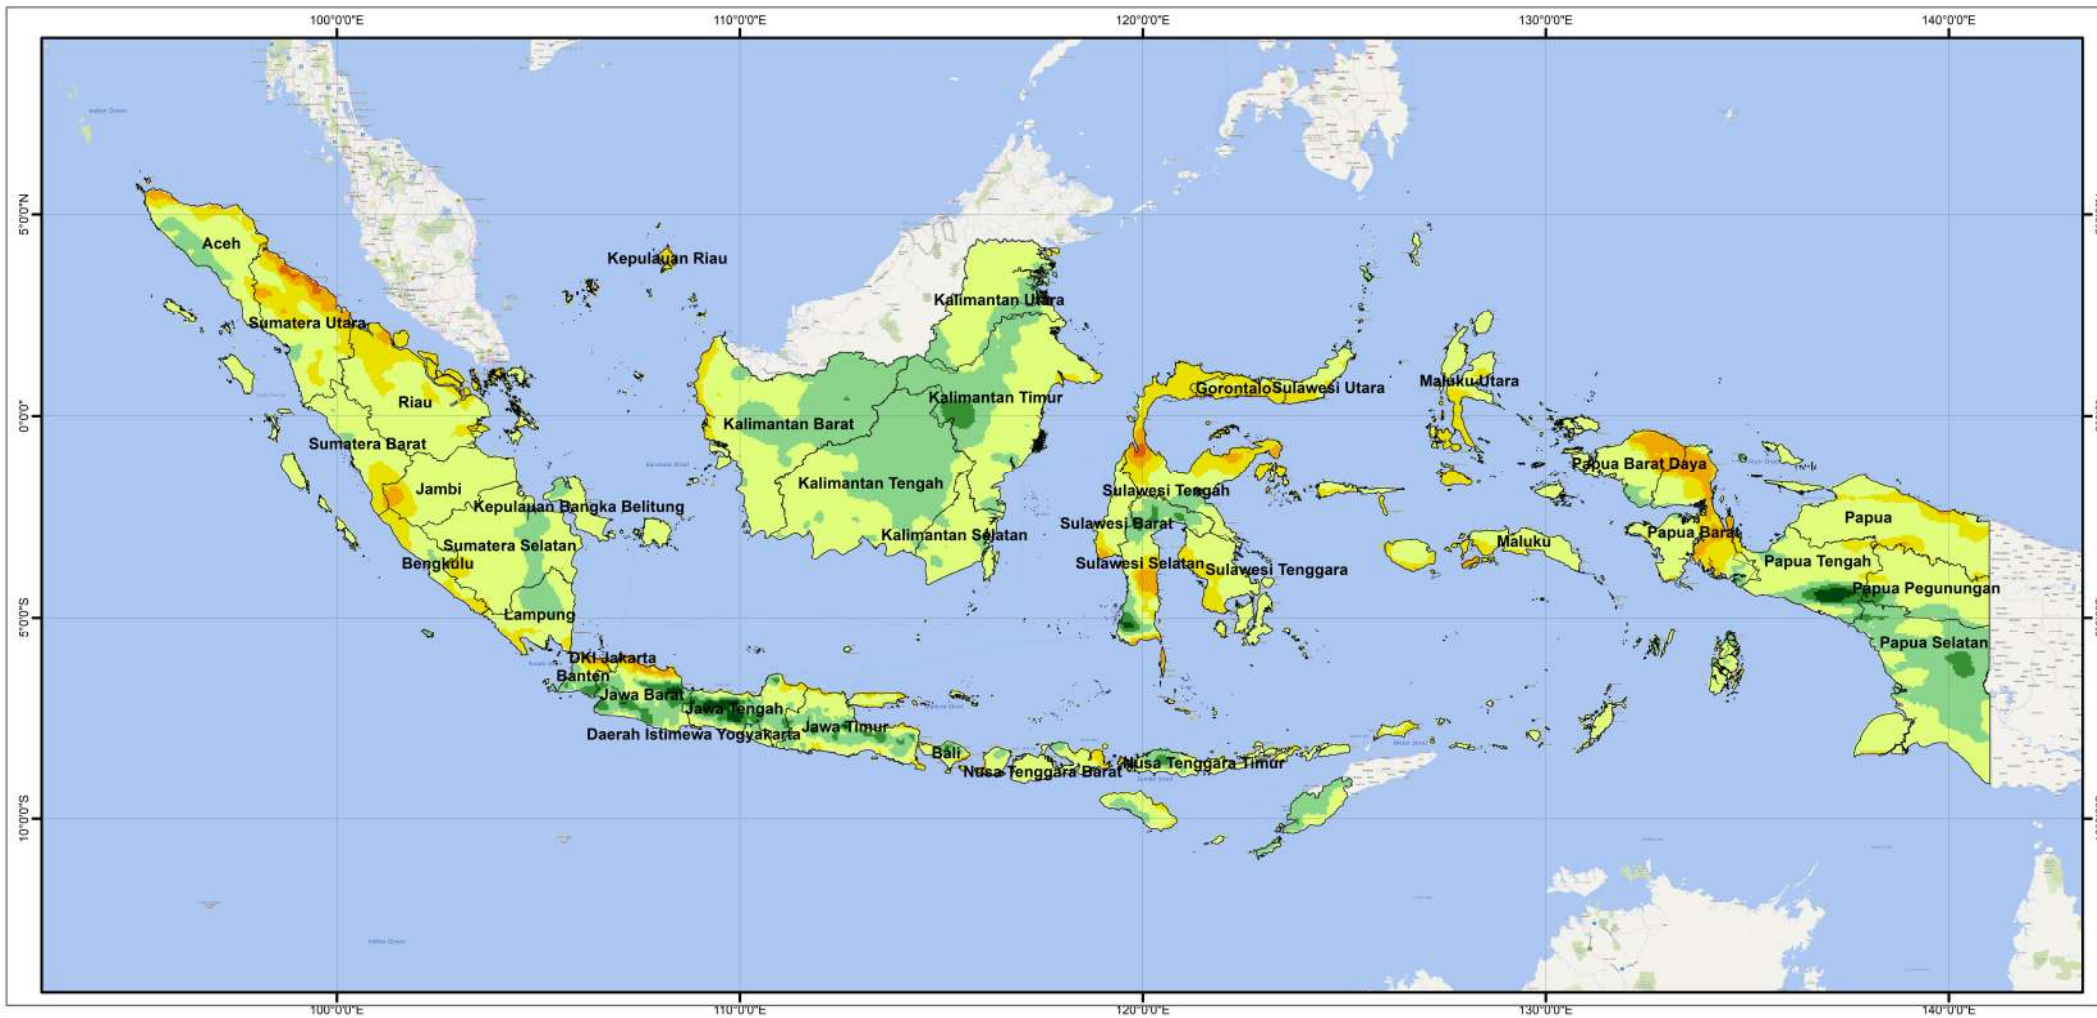 100°0'0"E
110°0'0"E
120°0'0"E
130°0'0"E
140°0'0"E
5°0'0"N
Aceh
Kepulauan Riau
Kalimantan Utara
Sumatera Utara
Maluku Utara
Gorontalo
Sulawesi Utara
Riau
Kalimantan Timur
0°0'0"
Kalimantan Barat
Sumatera Barat
Papua Barat Daya
Kalimantan Tengah
Jambi
Sulawesi Tengah
Kepulauan Bangka Belitung
Papua
Sulawesi Barat
Papua Barat
Kalimantan Selatan
Maluku
Sumatera Selatan
Bengkulu
Sulawesi Selatan
Sulawesi Tenggara
Papua Tengah
Papua Pegunungan
Lampung
5°0'0"S
Papua Selatan
DKI Jakarta
Banten
Jawa Barat
Jawa Tengah
Jawa Timur
Daerah Istimewa Yogyakarta
Bali
Nusa Tenggara Barat
Nusa Tenggara Timur
10°0'0"S
100°0'0"E
110°0'0"E
120°0'0"E
130°0'0"E
140°0'0"E